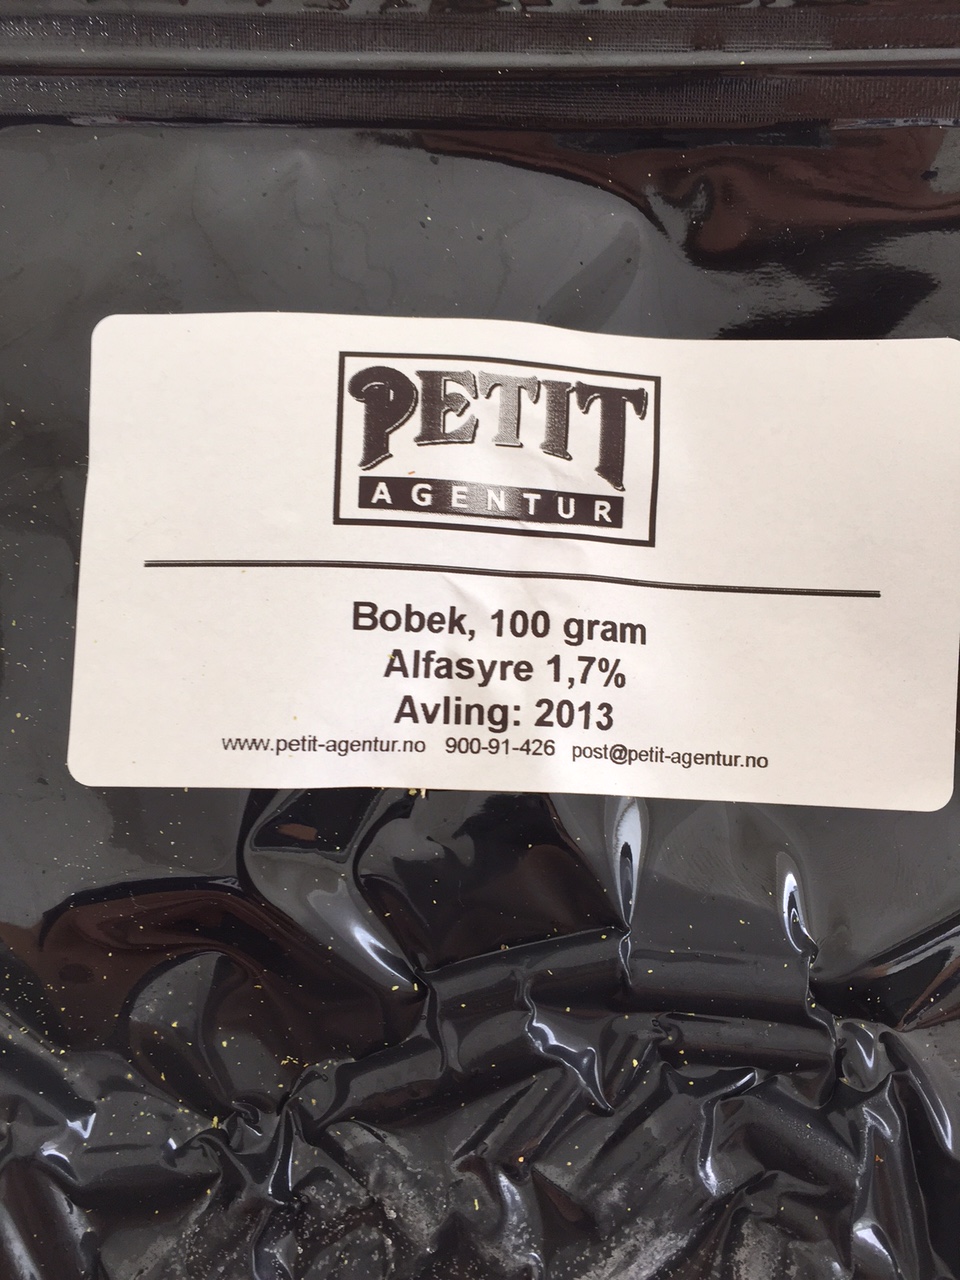 PETIT
AGENTUR
Bobek, 100 gram
Alfasyre 1,7%
Avling: 2013
www.petit-agentur.no 900-91-426 post@petit-agentur.no